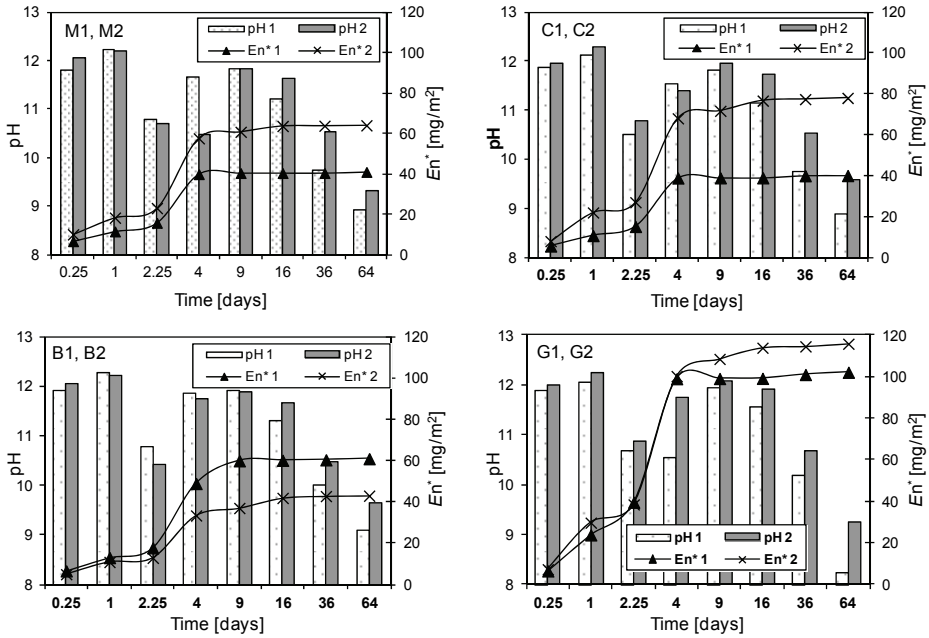 M1, M2
pH 1 pH 2
En* 1 En* 2
13
12
11
10
9
8
pH
120
100
80
60
40
20
0
En* [mg/m²]
0.25 1 2.25 4 9 16 36 64
Time [days]
C1, C2
pH 1 pH 2
En* 1 En* 2
13
12
11
10
9
8
pH
120
100
80
60
40
20
0
En* [mg/m²]
0.25 1 2.25 4 9 16 36 64
Time [days]
B1, B2
pH 1 pH 2
En* 1 En* 2
13
12
11
10
9
8
pH
120
100
80
60
40
20
0
En* [mg/m²]
0.25 1 2.25 4 9 16 36 64
Time [days]
G1, G2
pH 1 pH 2
En* 1 En* 2
13
12
11
10
9
8
pH
120
100
80
60
40
20
0
En* [mg/m²]
0.25 1 2.25 4 9 16 36 64
Time [days]